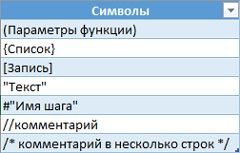 Символы
(Параметры функции)
{Список}
[Запись]
"Текст"
#"Имя шага"
//комментарий
/* комментарий в несколько строк */